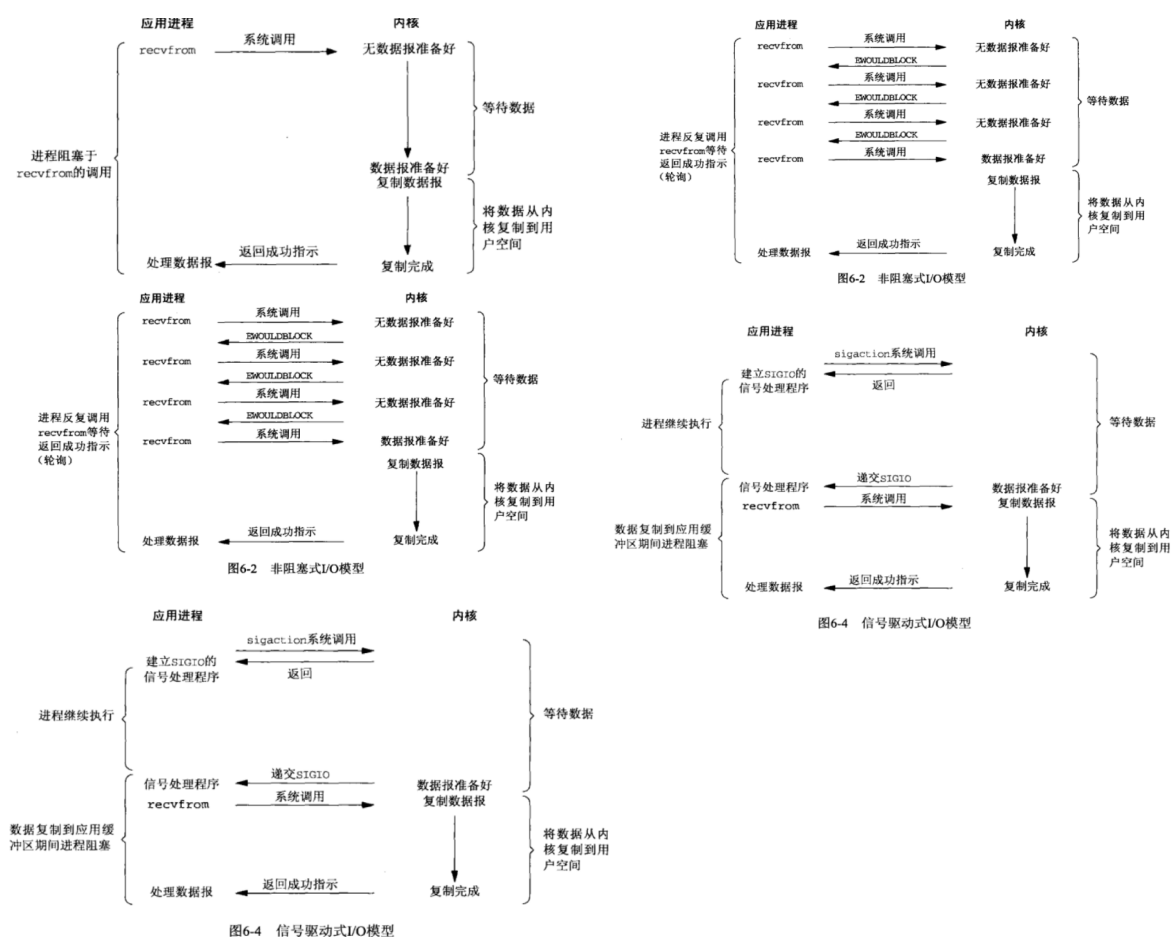 应用进程 内核
recvfrom 系统调用 无数据报准备好
等待数据
进程阻塞于
recvfrom的调用
数据报准备好
复制数据报
将数据从内
核复制到用
户空间
处理数据报 返回成功指示 复制完成
应用进程 内核
recvfrom 系统调用 无数据报准备好
EWOULDBLOCK
recvfrom 系统调用 无数据报准备好
EWOULDBLOCK
等待数据
recvfrom 系统调用 无数据报准备好
EWOULDBLOCK
recvfrom 系统调用 数据报准备好
进程反复调用
recvfrom等待
返回成功指示
(轮询)
复制数据报
将数据从内
核复制到用
户空间
处理数据报 返回成功指示 复制完成
图6-2 非阻塞式I/O模型
应用进程 内核
recvfrom 系统调用 无数据报准备好
EWOULDBLOCK
recvfrom 系统调用 无数据报准备好
EWOULDBLOCK
等待数据
recvfrom 系统调用 无数据报准备好
EWOULDBLOCK
recvfrom 系统调用 数据报准备好
进程反复调用
recvfrom等待
返回成功指示
(轮询)
复制数据报
将数据从内
核复制到用
户空间
处理数据报 返回成功指示 复制完成
图6-2 非阻塞式I/O模型
应用进程 内核
sigaction系统调用
建立SIGIO的
信号处理程序
返回
进程继续执行
等待数据
递交SIGIO
信号处理程序 数据报准备好
recvfrom 系统调用 复制数据报
数据复制到应用缓
冲区期间进程阻塞
将数据从内
核复制到用
户空间
处理数据报 返回成功指示 复制完成
图6-4 信号驱动式I/O模型
应用进程 内核
sigaction系统调用
建立SIGIO的
信号处理程序
返回
进程继续执行
等待数据
递交SIGIO
信号处理程序 数据报准备好
recvfrom 系统调用 复制数据报
数据复制到应用缓
冲区期间进程阻塞
将数据从内
核复制到用
户空间
处理数据报 返回成功指示 复制完成
图6-4 信号驱动式I/O模型